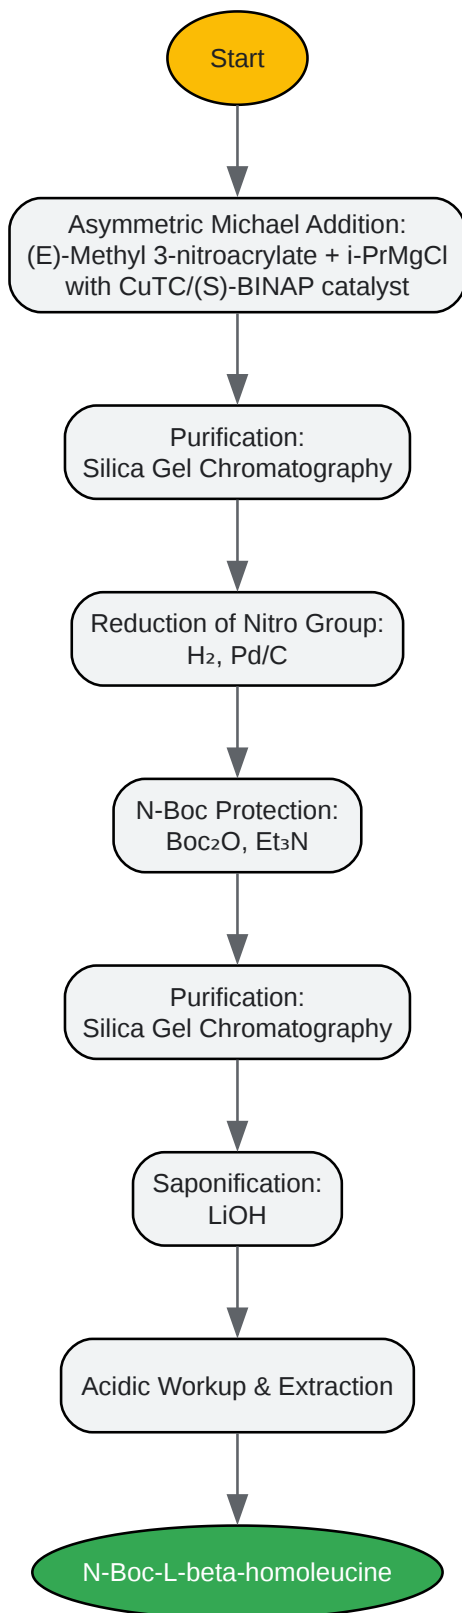 Start
Asymmetric Michael Addition:
(E)-Methyl 3-nitroacrylate + i-PrMgCl
with CuTC/(S)-BINAP catalyst
Purification:
Silica Gel Chromatography
Reduction of Nitro Group:
H₂, Pd/C
N-Boc Protection:
Boc₂O, Et₃N
Purification:
Silica Gel Chromatography
Saponification:
LiOH
Acidic Workup & Extraction
N-Boc-L-beta-homoleucine